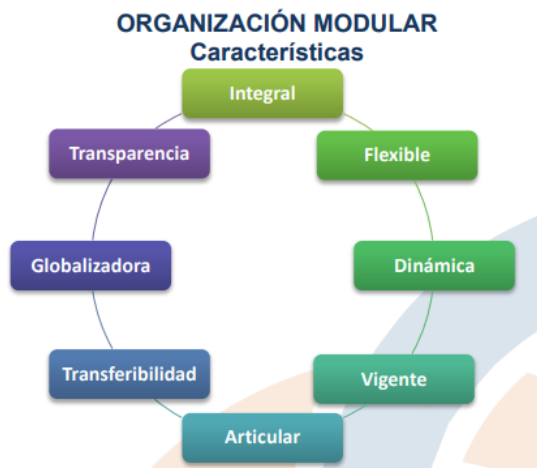 ORGANIZACIÓN MODULAR
Características
Integral
Flexible
Dinámica
Vigente
Articular
Transferibilidad
Globalizadora
Transparencia